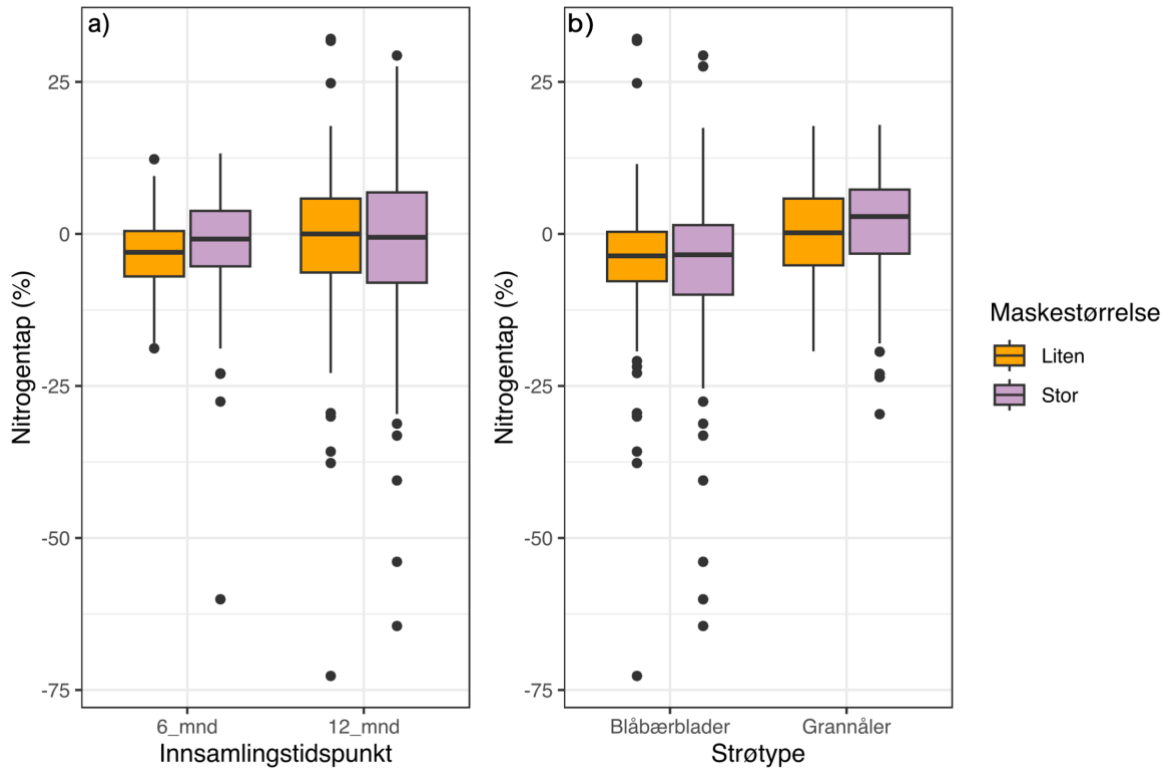 a)
Nitrogentap (%)
25
0
-25
-50
-75
6_mnd 12_mnd
Innsamlingstidspunkt
b)
Nitrogentap (%)
25
0
-25
-50
-75
Blåbærblader Grannåler
Strøtype
Maskestørrelse
Liten
Stor